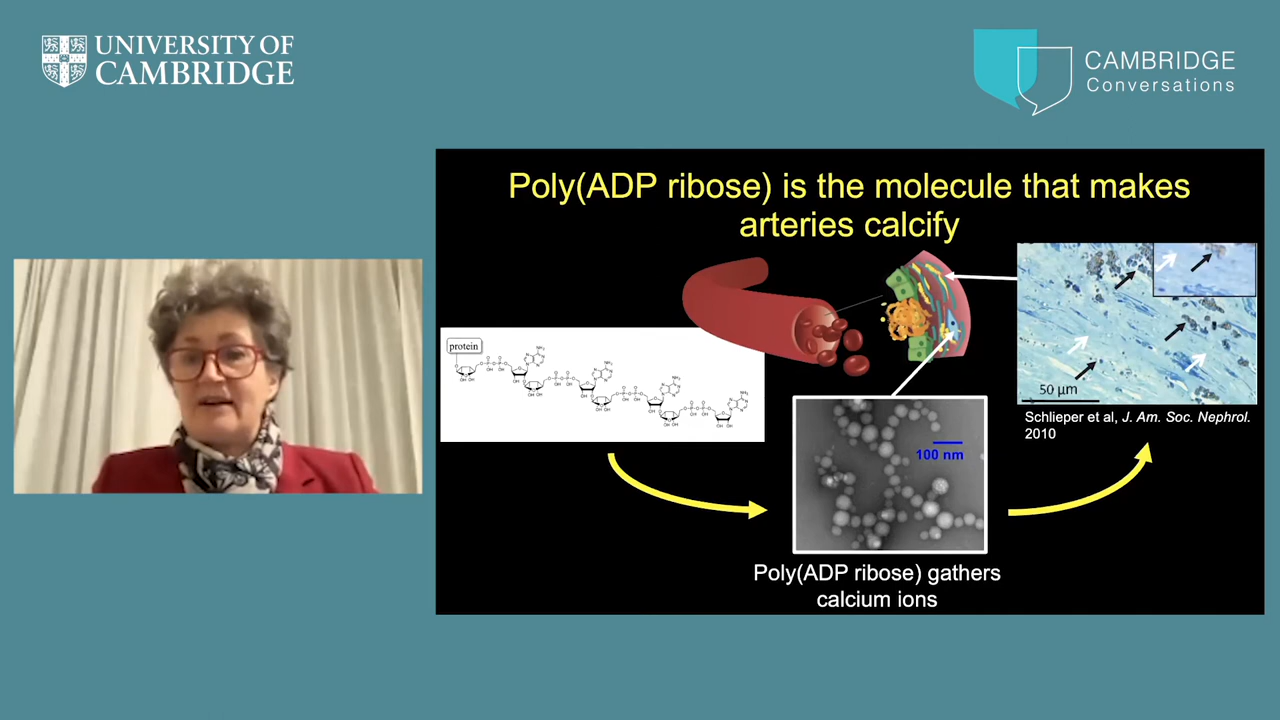 UNIVERSITY OF
CAMBRIDGE
CAMBRIDGE
Conversations
Poly(ADP ribose) is the molecule that makes
arteries calcify
protein
50 µm
Schlieper et al, J. Am. Soc. Nephrol.
2010
100 nm
Poly(ADP ribose) gathers
calcium ions